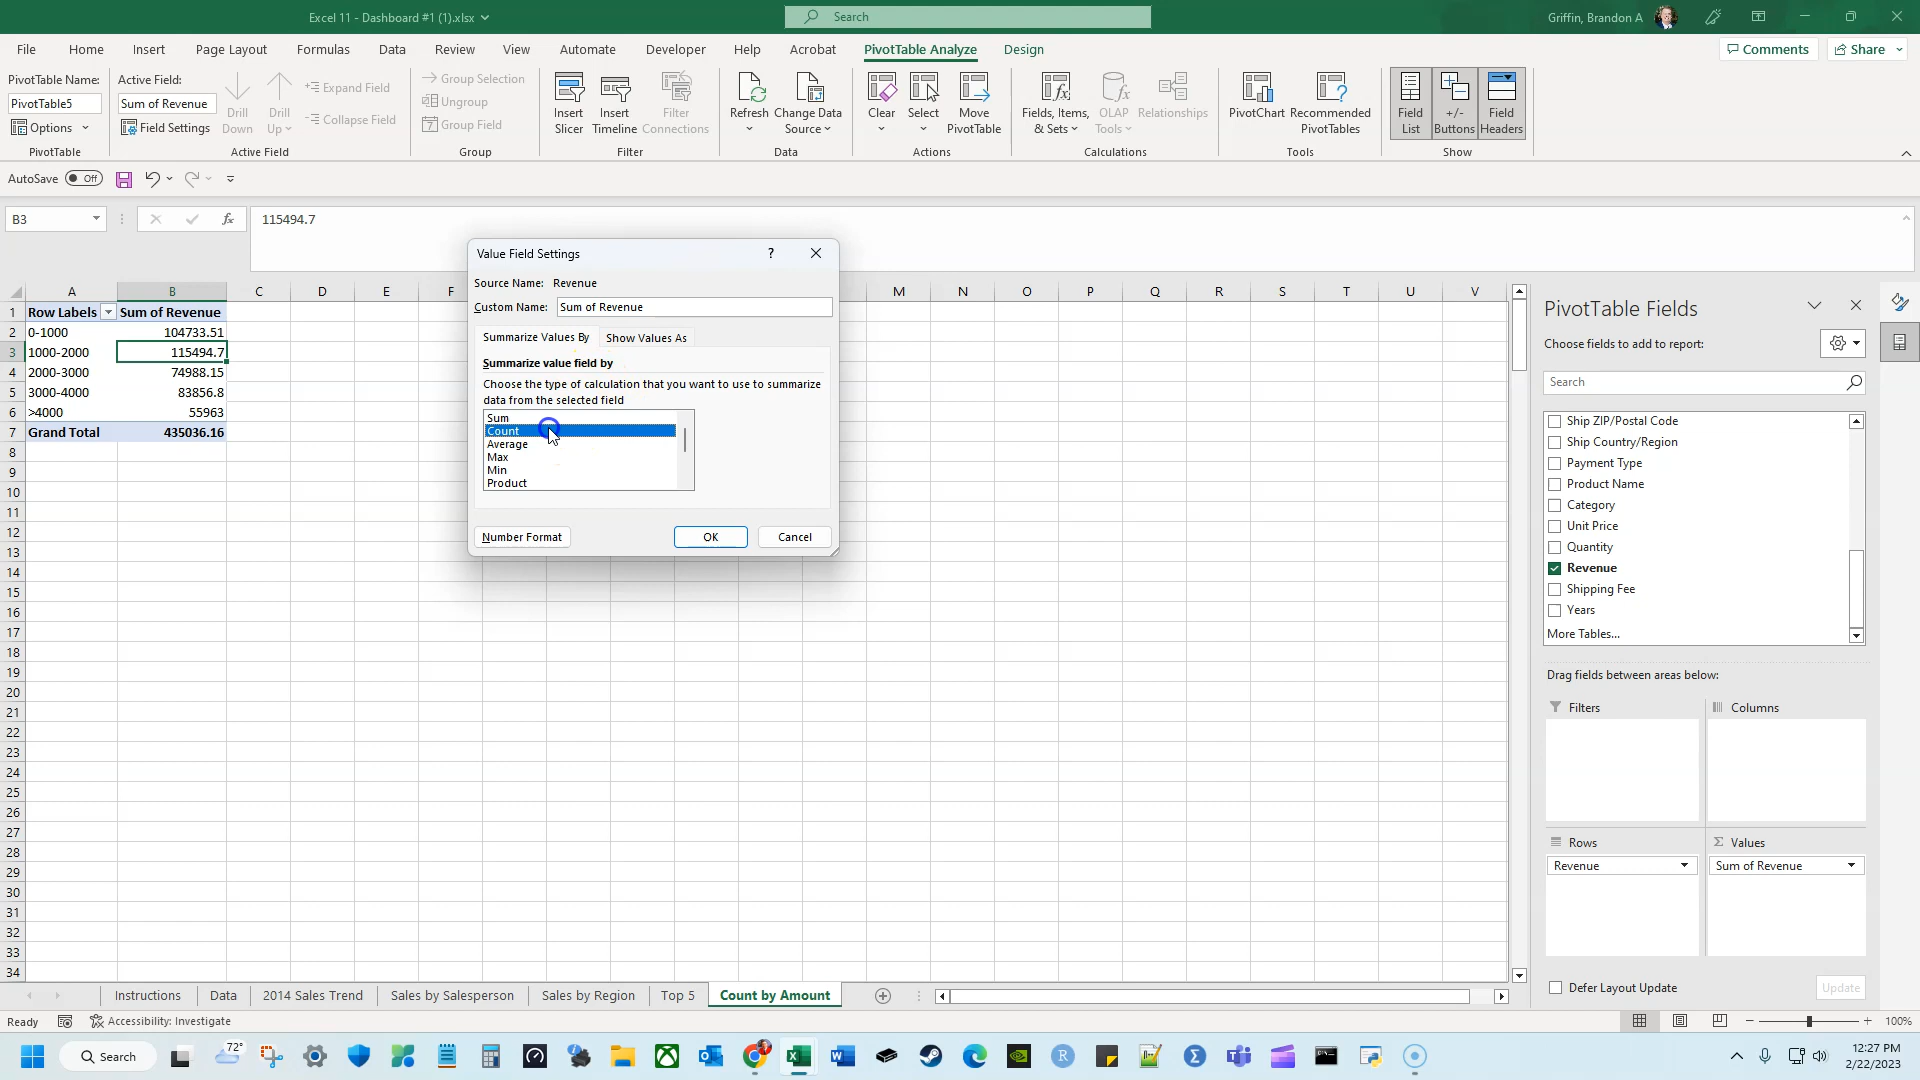 Excel 11 - Dashboard #1 (1).xlsx
Search
Griffin, Brandon A
File Home Insert Page Layout Formulas Data Review View Automate Developer Help Acrobat PivotTable Analyze Design
Comments Share
PivotTable Name:
PivotTable5
Options
PivotTable
Active Field:
Sum of Revenue
Field Settings
Drill Down
Drill Up
Expand Field
Collapse Field
Active Field
Group Selection
Ungroup
Group Field
Group
Insert Slicer
Insert Timeline
Filter Connections
Filter
Refresh
Change Data Source
Data
Clear
Select
Move PivotTable
Actions
Fields, Items, & Sets
OLAP Tools
Relationships
Calculations
PivotChart
Recommended PivotTables
Tools
Field List
+/- Buttons
Field Headers
Show
AutoSave Off
B3
fx
115494.7
A B C D E F M N O P Q R S T U V
1 Row Labels Sum of Revenue
2 0-1000 104733.51
3 1000-2000 115494.7
4 2000-3000 74988.15
5 3000-4000 83856.8
6 >4000 55963
7 Grand Total 435036.16
8
9
10
11
12
13
14
15
16
17
18
19
20
21
22
23
24
25
26
27
28
29
30
31
32
33
34
Value Field Settings
?
Source Name: Revenue
Custom Name: Sum of Revenue
Summarize Values By Show Values As
Summarize value field by
Choose the type of calculation that you want to use to summarize
data from the selected field
Sum
Count
Average
Max
Min
Product
Number Format OK Cancel
PivotTable Fields
Choose fields to add to report:
Search
Ship ZIP/Postal Code
Ship Country/Region
Payment Type
Product Name
Category
Unit Price
Quantity
Revenue
Shipping Fee
Years
More Tables...
Drag fields between areas below:
Filters
Columns
Rows
Revenue
Values
Sum of Revenue
Defer Layout Update Update
Instructions Data 2014 Sales Trend Sales by Salesperson Sales by Region Top 5 Count by Amount
Ready Accessibility: Investigate
100%
Search
72°
12:27 PM
2/22/2023